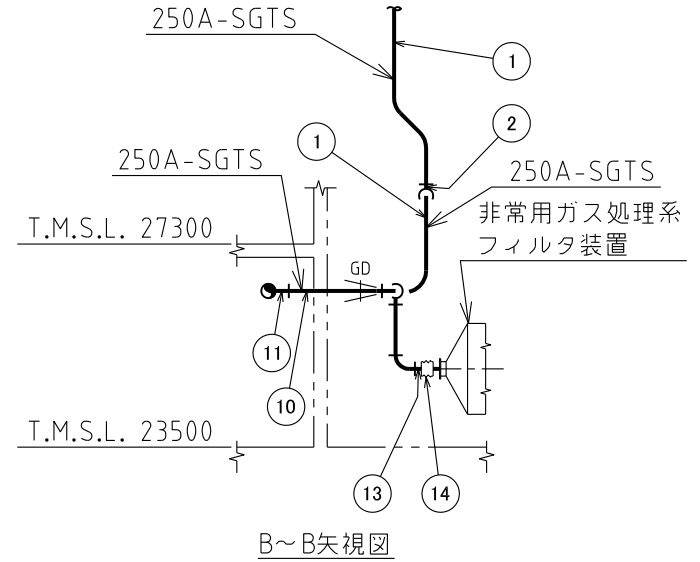 250A-SGTS
1
2
1
250A-SGTS
250A-SGTS
非常用ガス処理系
フィルタ装置
T.M.S.L. 27300
GD
11
10
T.M.S.L. 23500
13
14
B～B矢視図